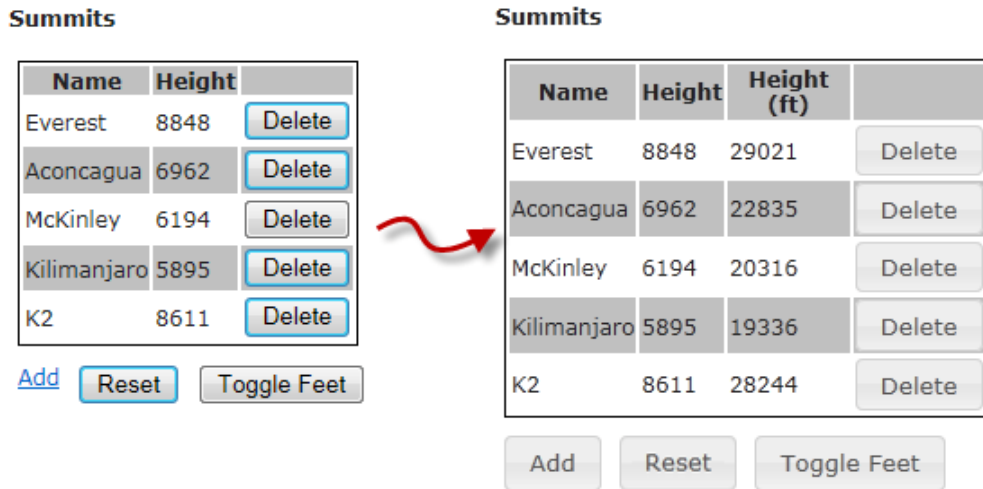 Summits
Name Height
Everest 8848 Delete
Aconcagua 6962 Delete
McKinley 6194 Delete
Kilimanjaro 5895 Delete
K2 8611 Delete
Add Reset Toggle Feet
Summits
Name Height Height
(ft)
Everest 8848 29021 Delete
Aconcagua 6962 22835 Delete
McKinley 6194 20316 Delete
Kilimanjaro 5895 19336 Delete
K2 8611 28244 Delete
Add Reset Toggle Feet